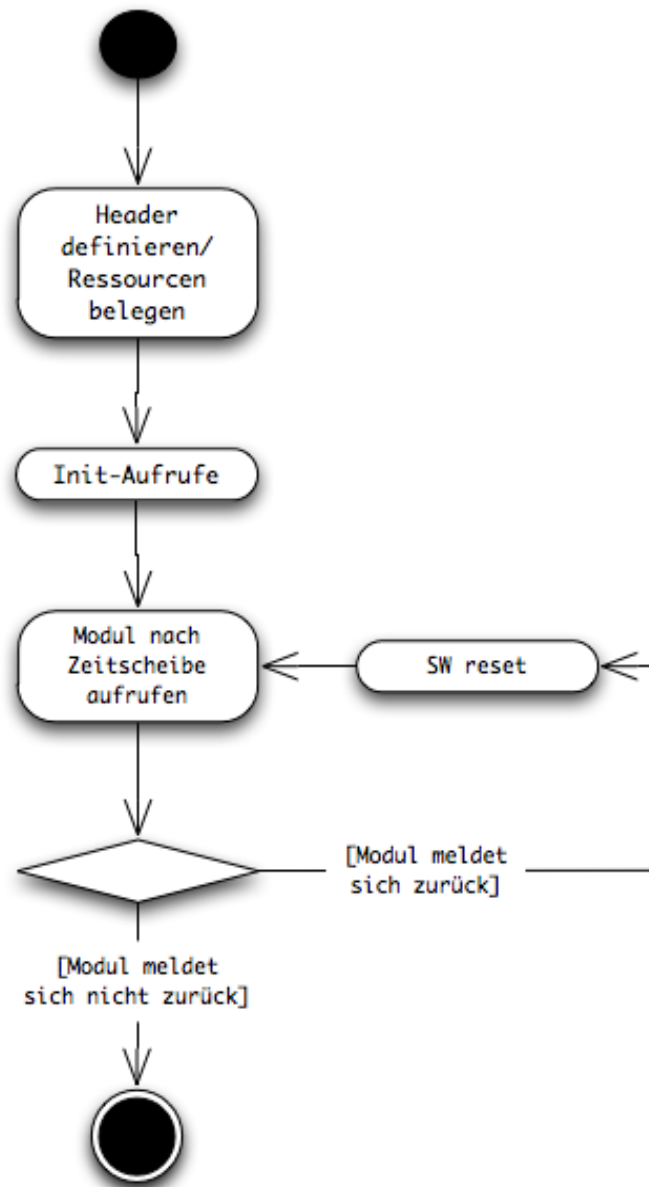 Header
definieren/
Ressourcen
belegen
Init-Aufrufe
Modul nach
Zeitscheibe
aufrufen
SW reset
[Modul meldet
sich zurück]
[Modul meldet
sich nicht zurück]